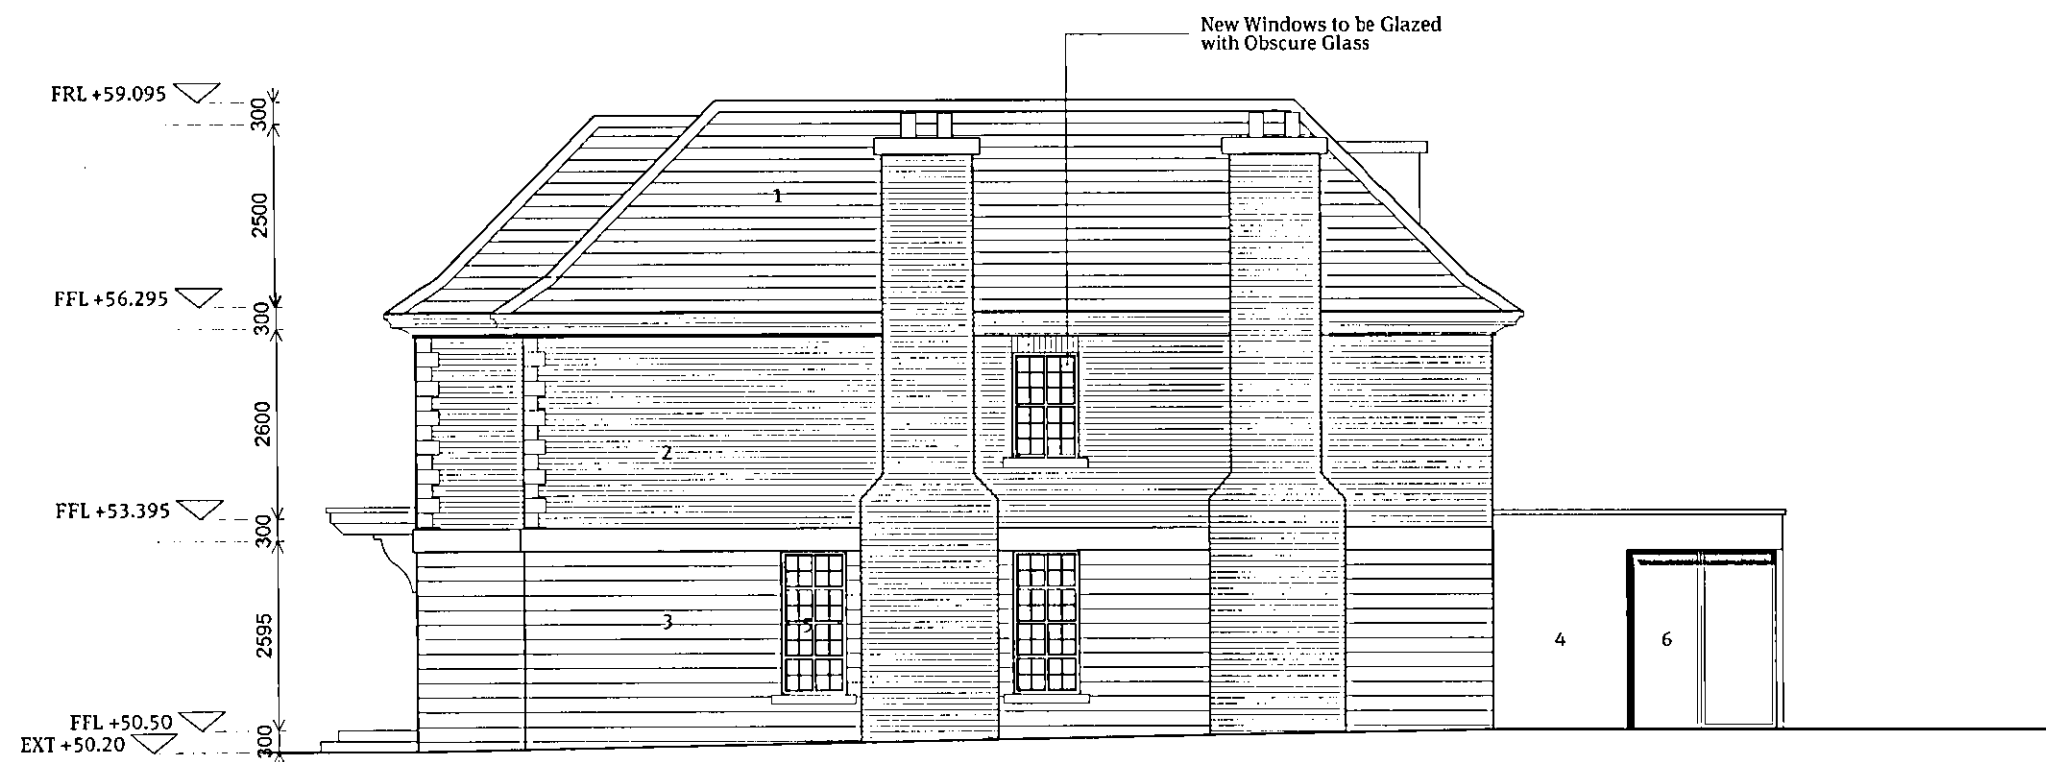 New Windows to be Glazed
with Obscure Glass
FRL +59.095
300
2500
1
FFL +56.295
300
2600
2
FFL +53.395
300
2595
3
5
4
6
FFL +50.50
EXT +50.20
300